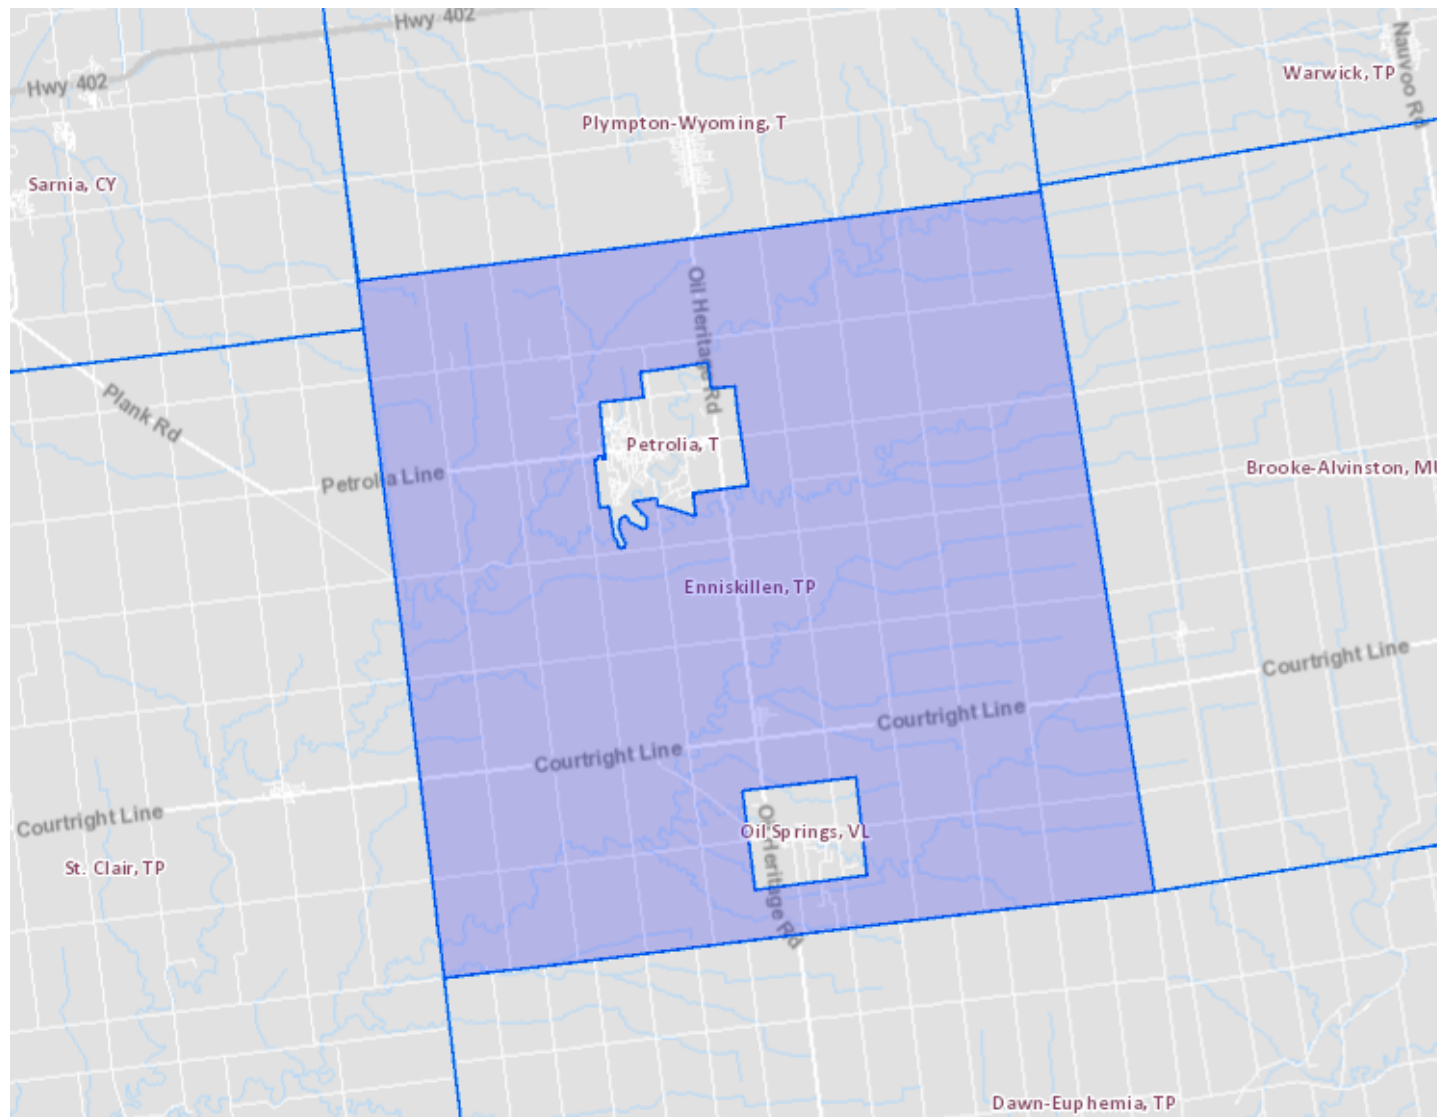 Hwy 402
Hwy 402
Nauvoo Rd
Warwick, TP
Plympton-Wyoming, T
Sarnia, CY
Oil Heritage Rd
Plank Rd
Petrolia, T
Petrolia Line
Brooke-Alvinston, MU
Enniskillen, TP
Courtright Line
Courtright Line
Courtright Line
Courtright Line
Oil Springs, VL
Oil Heritage Rd
St. Clair, TP
Dawn-Euphemia, TP